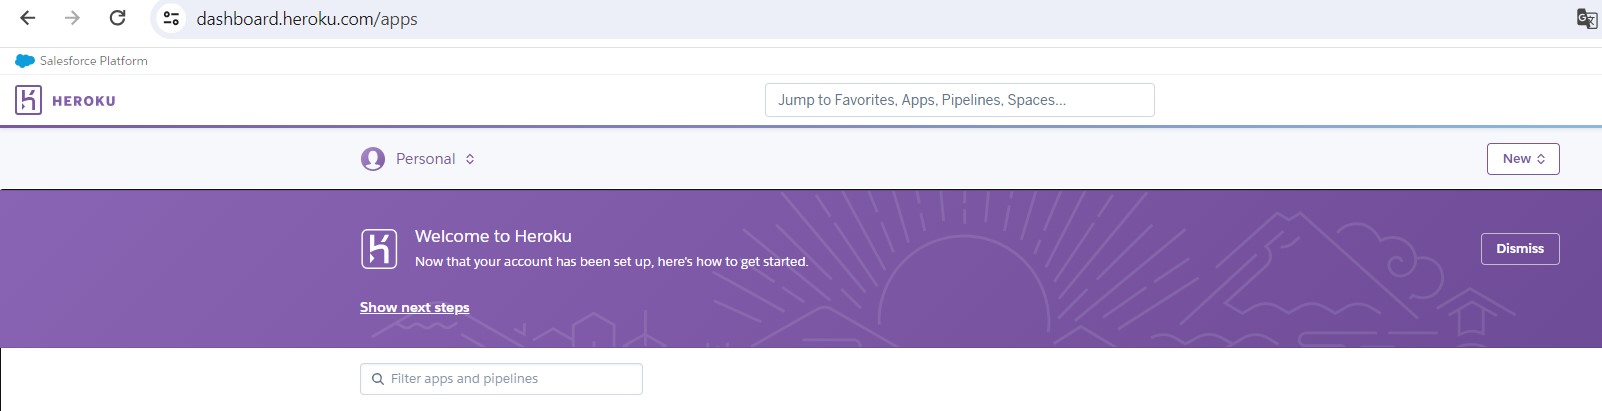 dashboard.heroku.com/apps
Salesforce Platform
HEROKU
Jump to Favorites, Apps, Pipelines, Spaces...
Personal
New
Welcome to Heroku
Now that your account has been set up, here's how to get started.
Dismiss
Show next steps
Filter apps and pipelines